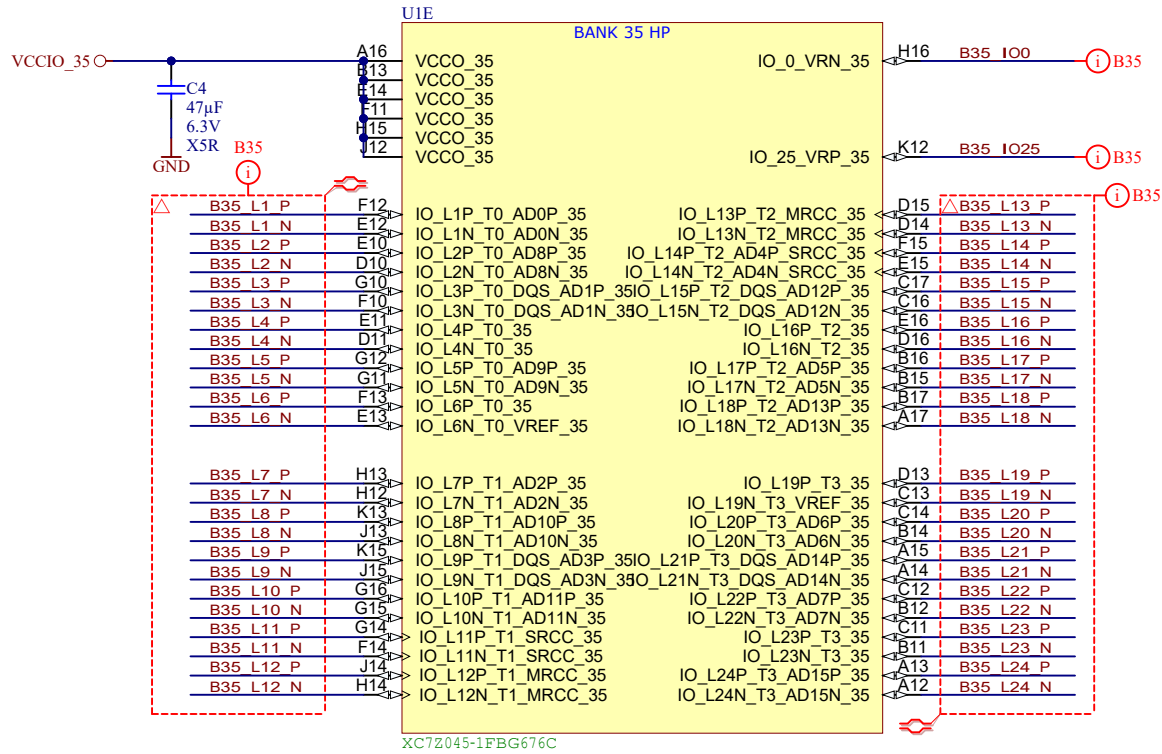 U1E
BANK 35 HP
VCCIO_35 A16 VCCO_35 IO_0_VRN_35 H16 B35_IO0 i B35
B13 VCCO_35
C4 E14 VCCO_35
47µF F11 VCCO_35
6.3V H15 VCCO_35
X5R J12 VCCO_35 IO_25_VRP_35 K12 B35_IO25 i B35
GND
B35
i
i B35
B35_L1_P F12 IO_L1P_T0_AD0P_35 IO_L13P_T2_MRCC_35 D15 B35_L13_P
B35_L1_N E12 IO_L1N_T0_AD0N_35 IO_L13N_T2_MRCC_35 D14 B35_L13_N
B35_L2_P E10 IO_L2P_T0_AD8P_35 IO_L14P_T2_AD4P_SRCC_35 F15 B35_L14_P
B35_L2_N D10 IO_L2N_T0_AD8N_35 IO_L14N_T2_AD4N_SRCC_35 E15 B35_L14_N
B35_L3_P G10 IO_L3P_T0_DQS_AD1P_35 IO_L15P_T2_DQS_AD12P_35 C17 B35_L15_P
B35_L3_N F10 IO_L3N_T0_DQS_AD1N_35 IO_L15N_T2_DQS_AD12N_35 C16 B35_L15_N
B35_L4_P E11 IO_L4P_T0_35 IO_L16P_T2_35 E16 B35_L16_P
B35_L4_N D11 IO_L4N_T0_35 IO_L16N_T2_35 D16 B35_L16_N
B35_L5_P G12 IO_L5P_T0_AD9P_35 IO_L17P_T2_AD5P_35 B16 B35_L17_P
B35_L5_N G11 IO_L5N_T0_AD9N_35 IO_L17N_T2_AD5N_35 B15 B35_L17_N
B35_L6_P F13 IO_L6P_T0_35 IO_L18P_T2_AD13P_35 B17 B35_L18_P
B35_L6_N E13 IO_L6N_T0_VREF_35 IO_L18N_T2_AD13N_35 A17 B35_L18_N
B35_L7_P H13 IO_L7P_T1_AD2P_35 IO_L19P_T3_35 D13 B35_L19_P
B35_L7_N H12 IO_L7N_T1_AD2N_35 IO_L19N_T3_VREF_35 C13 B35_L19_N
B35_L8_P K13 IO_L8P_T1_AD10P_35 IO_L20P_T3_AD6P_35 C14 B35_L20_P
B35_L8_N J13 IO_L8N_T1_AD10N_35 IO_L20N_T3_AD6N_35 B14 B35_L20_N
B35_L9_P K15 IO_L9P_T1_DQS_AD3P_35 IO_L21P_T3_DQS_AD14P_35 A15 B35_L21_P
B35_L9_N J15 IO_L9N_T1_DQS_AD3N_35 IO_L21N_T3_DQS_AD14N_35 A14 B35_L21_N
B35_L10_P G16 IO_L10P_T1_AD11P_35 IO_L22P_T3_AD7P_35 C12 B35_L22_P
B35_L10_N G15 IO_L10N_T1_AD11N_35 IO_L22N_T3_AD7N_35 B12 B35_L22_N
B35_L11_P G14 IO_L11P_T1_SRCC_35 IO_L23P_T3_35 C11 B35_L23_P
B35_L11_N F14 IO_L11N_T1_SRCC_35 IO_L23N_T3_35 B11 B35_L23_N
B35_L12_P J14 IO_L12P_T1_MRCC_35 IO_L24P_T3_AD15P_35 A13 B35_L24_P
B35_L12_N H14 IO_L12N_T1_MRCC_35 IO_L24N_T3_AD15N_35 A12 B35_L24_N
XC7Z045-1FBG676C